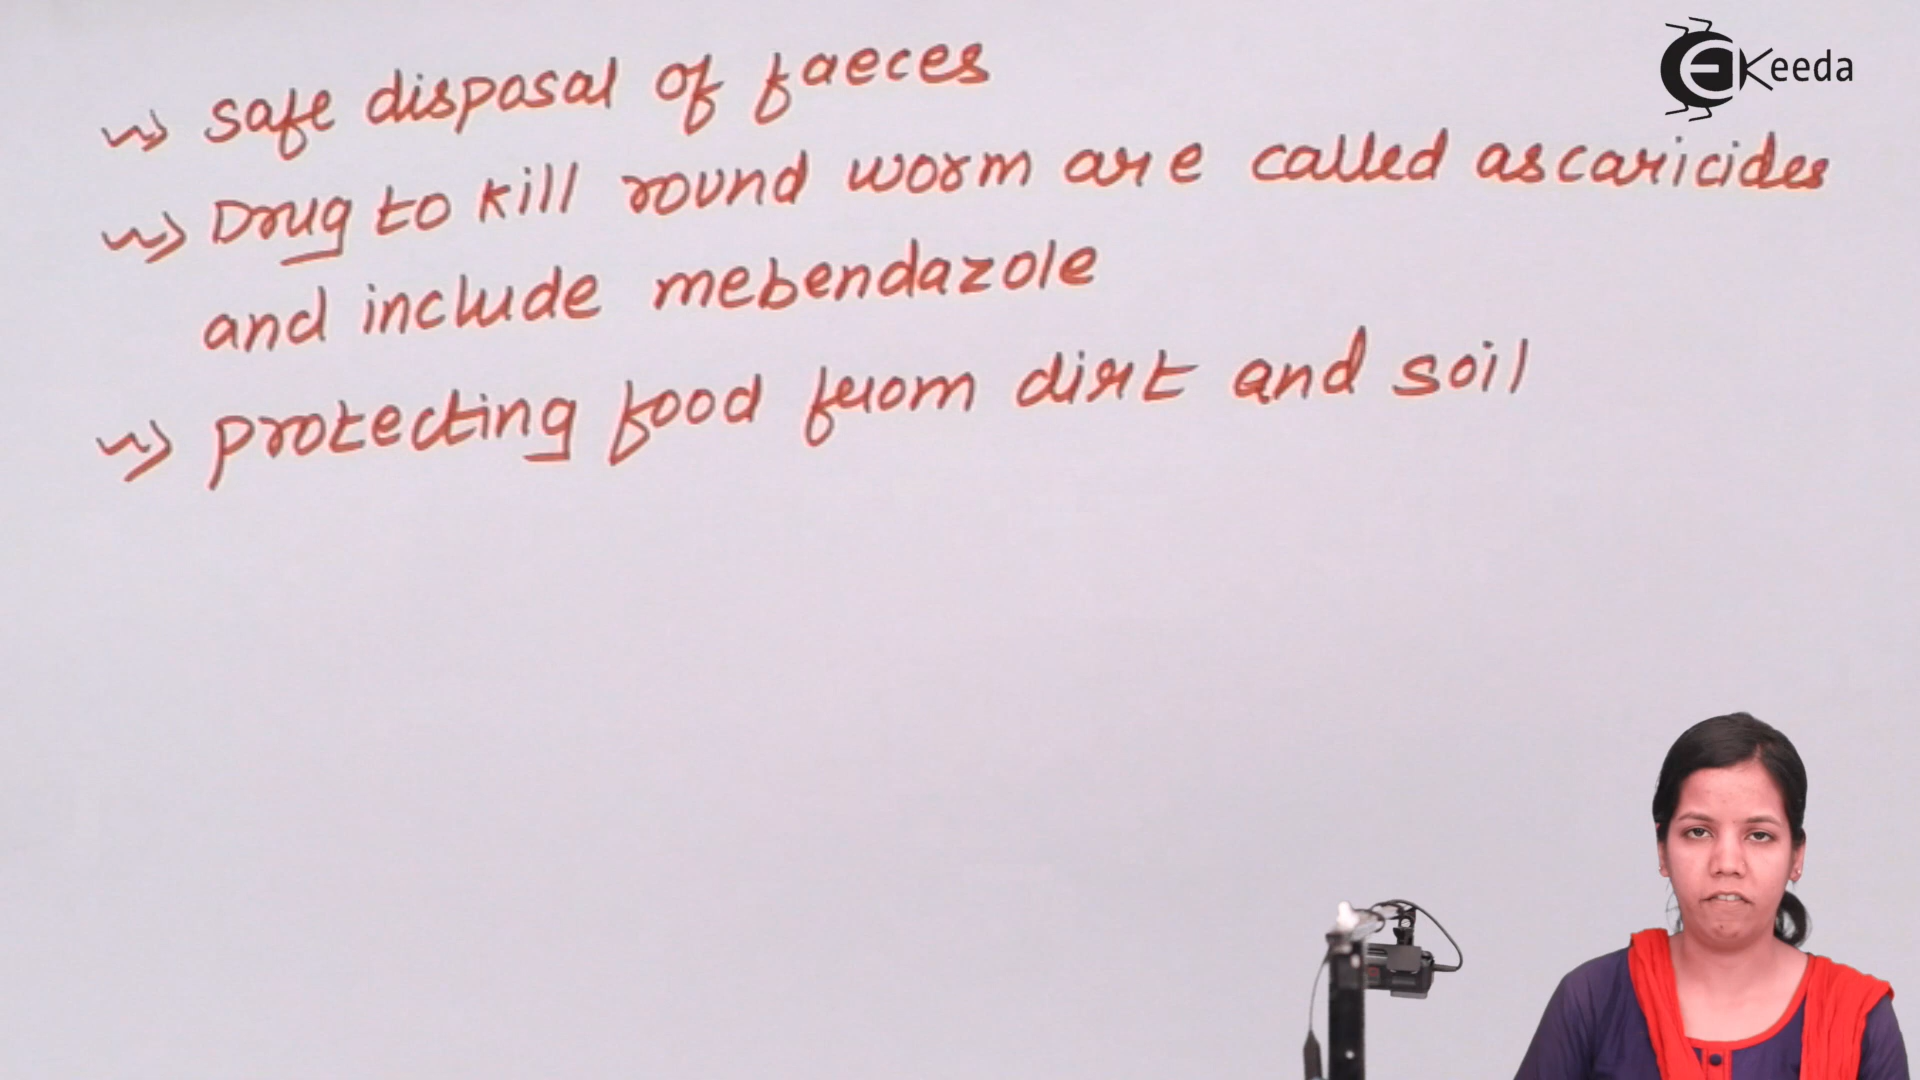 EKeeda
safe disposal of faeces
Drug to kill round worm are called ascaricides
and include mebendazole
protecting food from dirt and soil